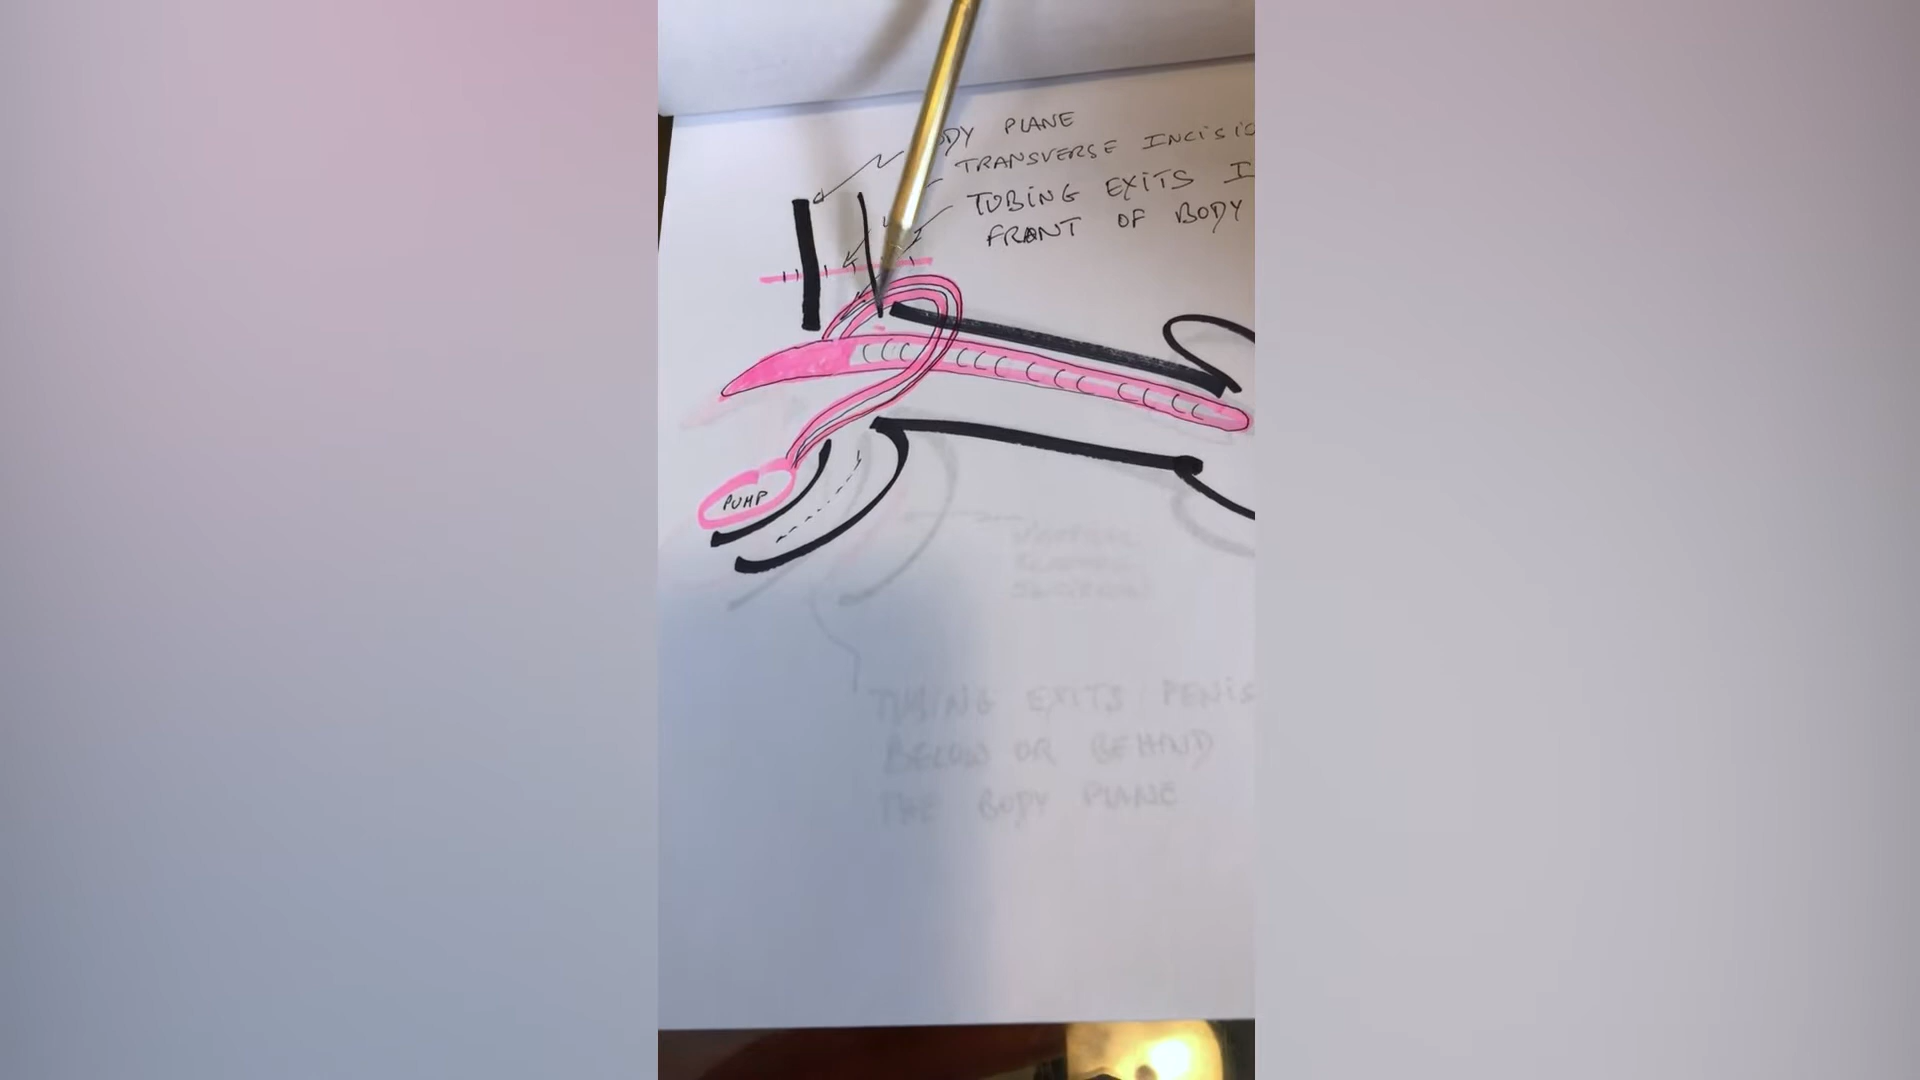 PLANE
TRANSVERSE
TUBING EXITS
FRONT OF BODY
PUMP
TUBING EXITS PENIS
BELOW OR BEHIND
THE BODY PLANE